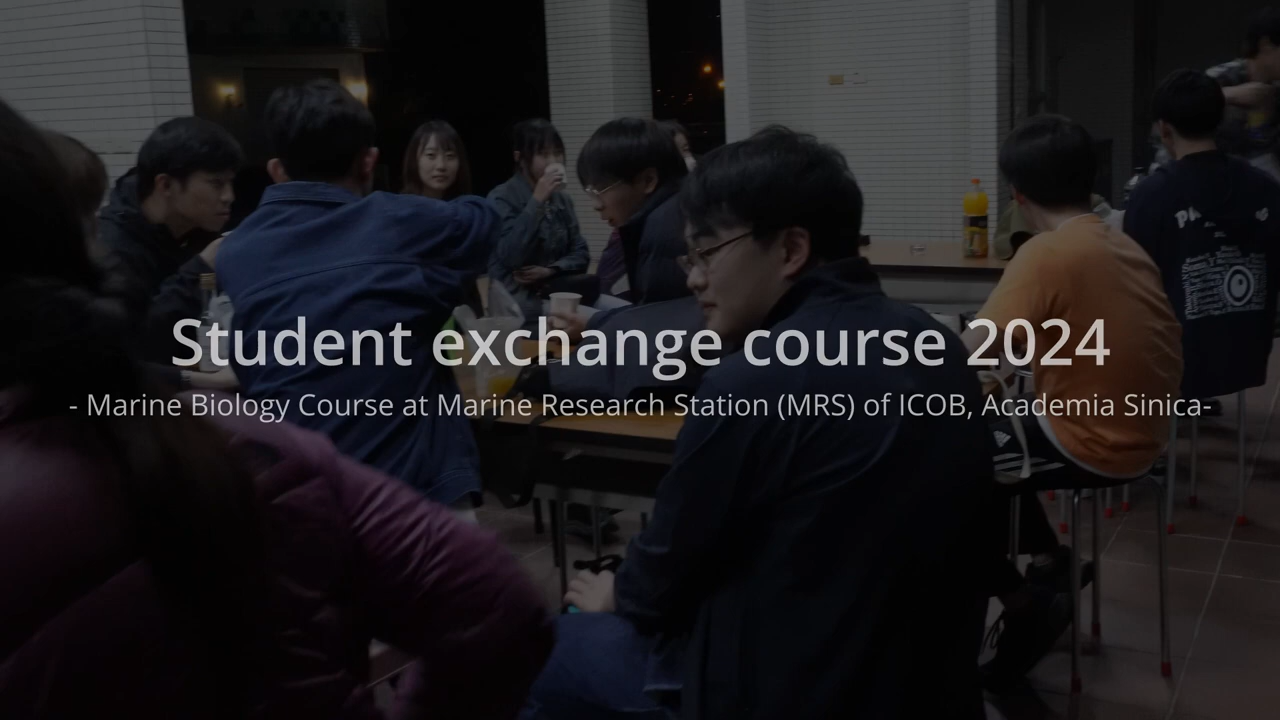 Student exchange course 2024
- Marine Biology Course at Marine Research Station (MRS) of ICOB, Academia Sinica-